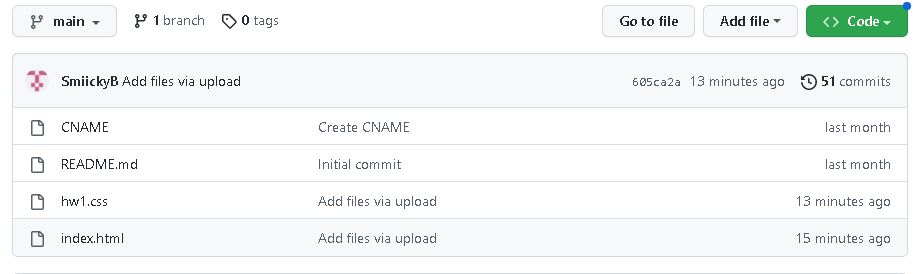 main 1 branch 0 tags Go to file Add file Code
SmiickyB Add files via upload 605ca2a 13 minutes ago 51 commits
CNAME Create CNAME last month
README.md Initial commit last month
hw1.css Add files via upload 13 minutes ago
index.html Add files via upload 15 minutes ago